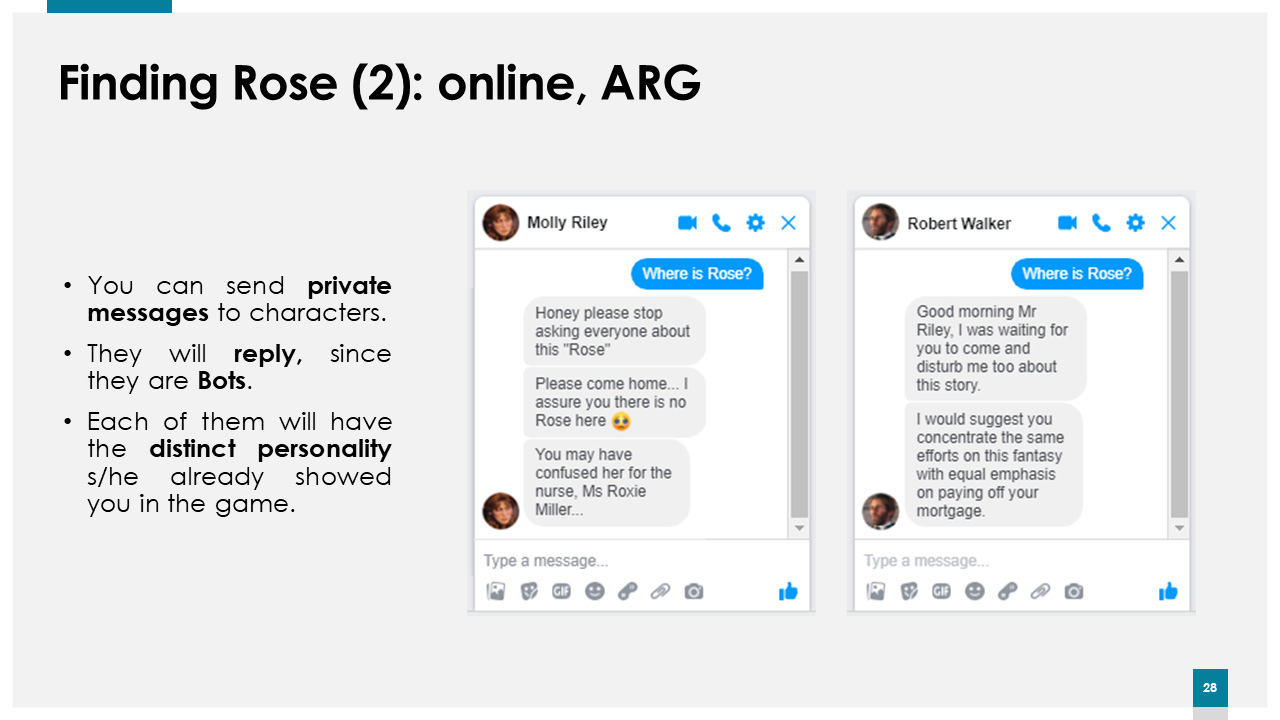 Finding Rose (2): online, ARG
• You can send private
messages to characters.
• They will reply, since
they are Bots.
• Each of them will have
the distinct personality
s/he already showed
you in the game.
Molly Riley
Where is Rose?
Honey please stop
asking everyone about
this "Rose"
Please come home... I
assure you there is no
Rose here 🥺
You may have
confused her for the
nurse, Ms Roxie
Miller...
Type a message...
GIF
Robert Walker
Where is Rose?
Good morning Mr
Riley, I was waiting for
you to come and
disturb me too about
this story.
I would suggest you
concentrate the same
efforts on this fantasy
with equal emphasis
on paying off your
mortgage.
Type a message...
GIF
28